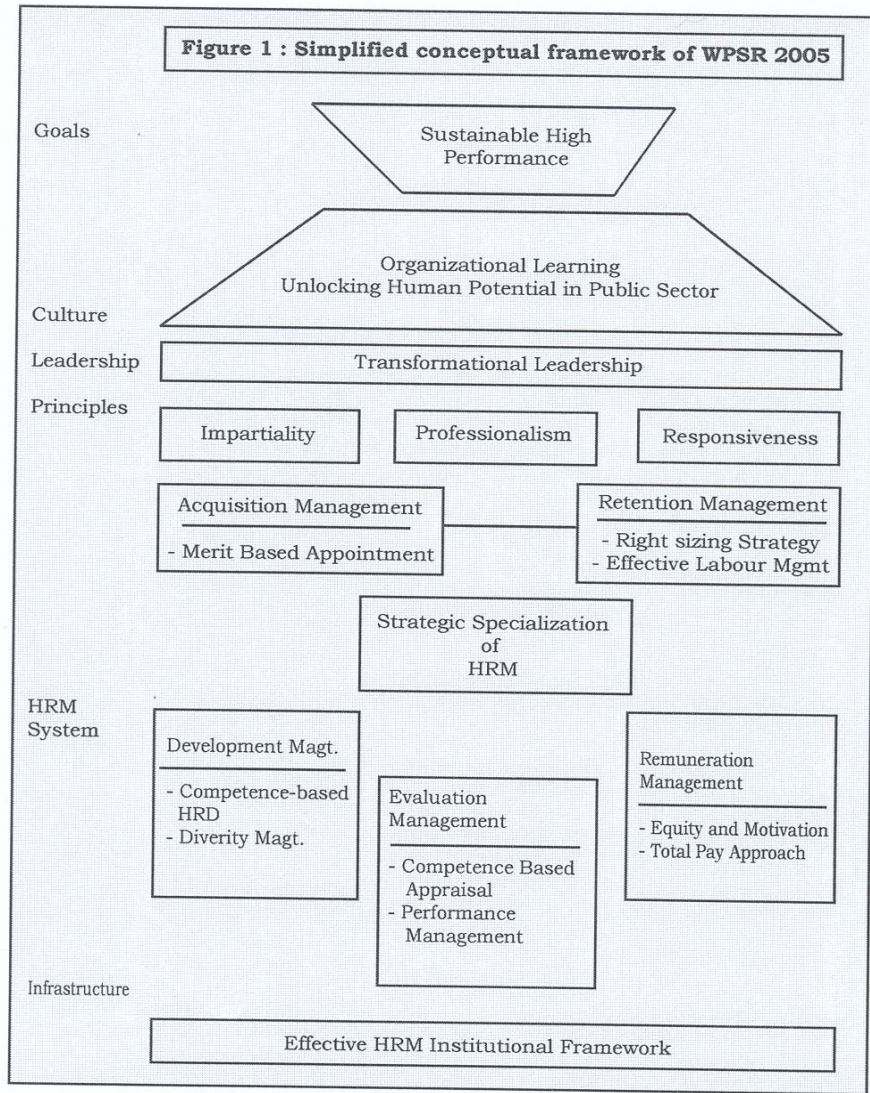 Figure 1 : Simplified conceptual framework of WPSR 2005
Goals
Sustainable High
Performance
Organizational Learning
Unlocking Human Potential in Public Sector
Culture
Leadership
Transformational Leadership
Principles
Impartiality
Professionalism
Responsiveness
Acquisition Management
- Merit Based Appointment
Retention Management
- Right sizing Strategy
- Effective Labour Mgmt
Strategic Specialization
of
HRM
HRM
System
Development Magt.
- Competence-based
HRD
- Diverity Magt.
Evaluation
Management
- Competence Based
Appraisal
- Performance
Management
Remuneration
Management
- Equity and Motivation
- Total Pay Approach
Infrastructure
Effective HRM Institutional Framework